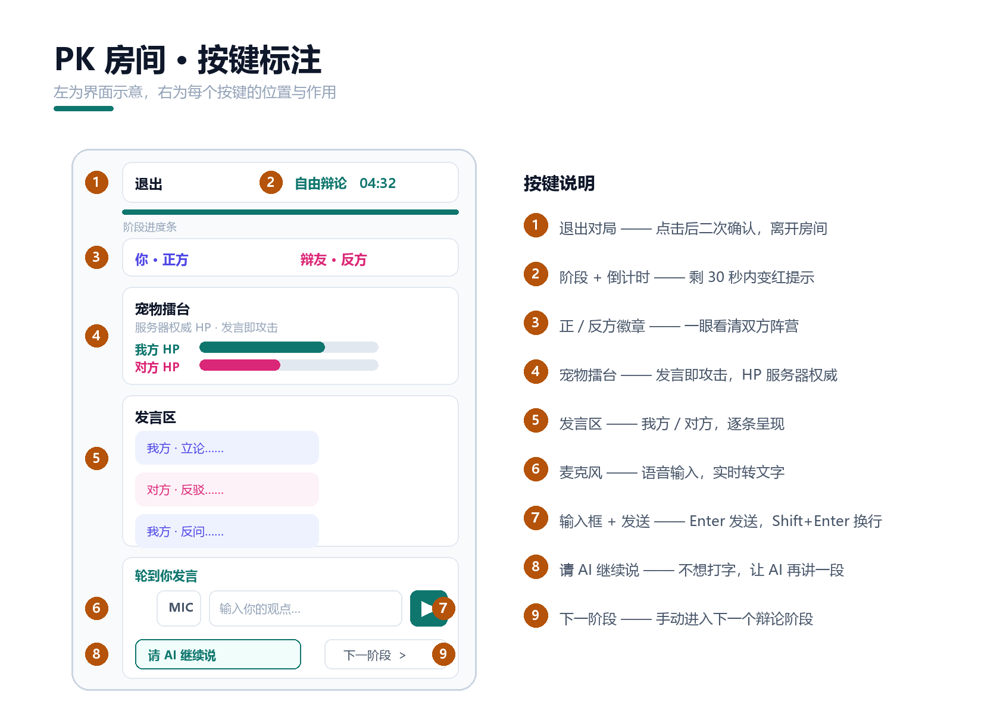 PK 房间 · 按键标注
左为界面示意，右为每个按键的位置与作用
1 退出 2 自由辩论 04:32
阶段进度条
3 你 · 正方 辩友 · 反方
宠物擂台
服务器权威 HP · 发言即攻击
4
我方 HP
对方 HP
发言区
我方 · 立论......
5
对方 · 反驳......
我方 · 反问......
轮到你发言
6 MIC 输入你的观点... 7
8 请 AI 继续说 下一阶段 > 9
按键说明
1 退出对局 —— 点击后二次确认，离开房间
2 阶段 + 倒计时 —— 剩 30 秒内变红提示
3 正 / 反方徽章 —— 一眼看清双方阵营
4 宠物擂台 —— 发言即攻击，HP 服务器权威
5 发言区 —— 我方 / 对方，逐条呈现
6 麦克风 —— 语音输入，实时转文字
7 输入框 + 发送 —— Enter 发送，Shift+Enter 换行
8 请 AI 继续说 —— 不想打字，让 AI 再讲一段
9 下一阶段 —— 手动进入下一个辩论阶段